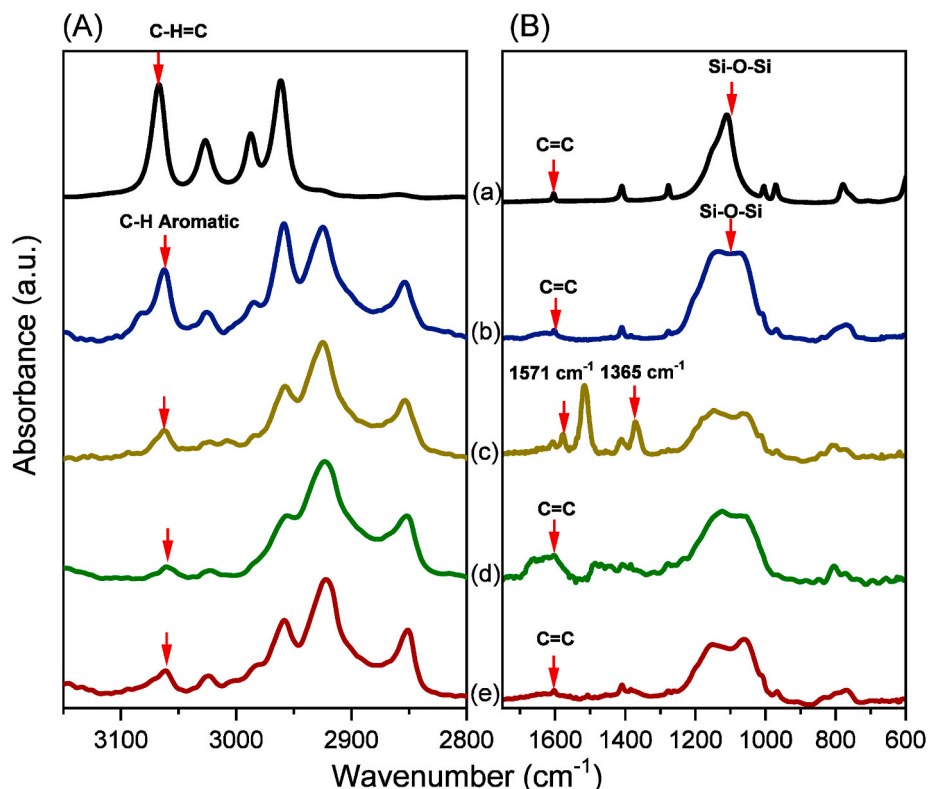 (A) (B)
C-H=C
Si-O-Si
C=C
(a)
C-H Aromatic
Si-O-Si
C=C
(b)
1571 cm⁻¹ 1365 cm⁻¹
(c)
C=C
(d)
C=C
(e)
Absorbance (a.u.)
3100 3000 2900 2800 1600 1400 1200 1000 800 600
Wavenumber (cm⁻¹)